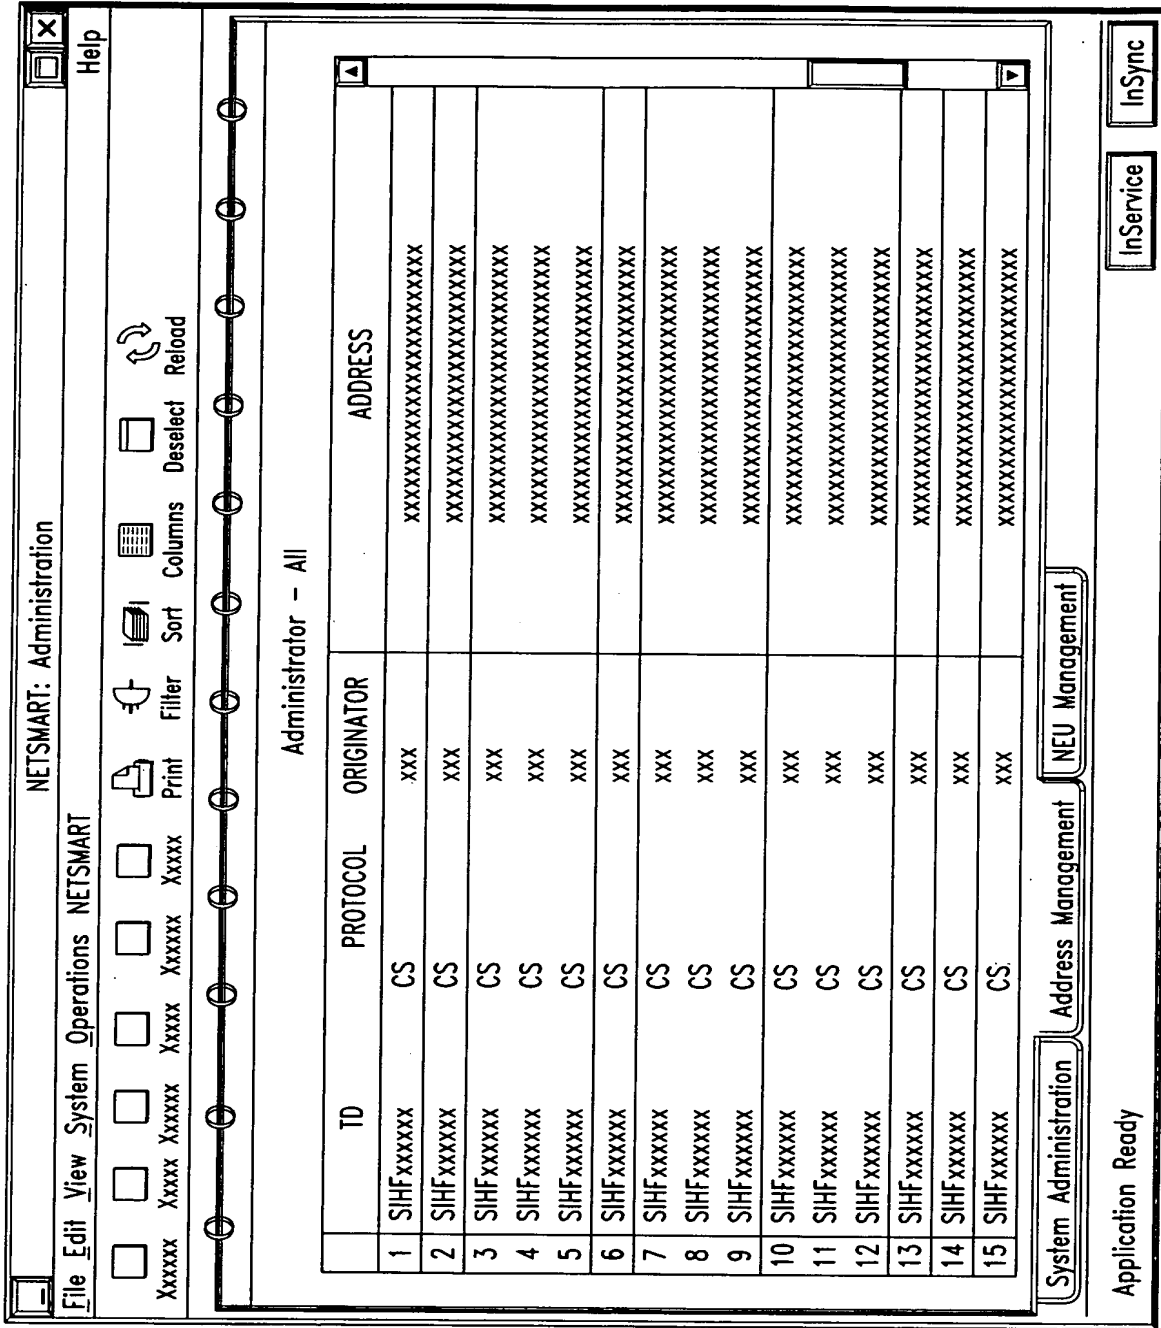 NETSMART: Administration
File Edit View System Operations NETSMART Help
Xxxxxx Xxxxx Xxxxxx Xxxxx Xxxxxx Xxxxx Print Filter Sort Columns Deselect Reload
Administrator – All
TD PROTOCOL ORIGINATOR ADDRESS
1 SIHFxxxxxx CS xxx xxxxxxxxxxxxxxxxxxxxxxxxx
2 SIHFxxxxxx CS xxx xxxxxxxxxxxxxxxxxxxxxxxxx
3 SIHFxxxxxx CS xxx xxxxxxxxxxxxxxxxxxxxxxxxx
4 SIHFxxxxxx CS xxx xxxxxxxxxxxxxxxxxxxxxxxxx
5 SIHFxxxxxx CS xxx xxxxxxxxxxxxxxxxxxxxxxxxx
6 SIHFxxxxxx CS xxx xxxxxxxxxxxxxxxxxxxxxxxxx
7 SIHFxxxxxx CS xxx xxxxxxxxxxxxxxxxxxxxxxxxx
8 SIHFxxxxxx CS xxx xxxxxxxxxxxxxxxxxxxxxxxxx
9 SIHFxxxxxx CS xxx xxxxxxxxxxxxxxxxxxxxxxxxx
10 SIHFxxxxxx CS xxx xxxxxxxxxxxxxxxxxxxxxxxxx
11 SIHFxxxxxx CS xxx xxxxxxxxxxxxxxxxxxxxxxxxx
12 SIHFxxxxxx CS xxx xxxxxxxxxxxxxxxxxxxxxxxxx
13 SIHFxxxxxx CS xxx xxxxxxxxxxxxxxxxxxxxxxxxx
14 SIHFxxxxxx CS xxx xxxxxxxxxxxxxxxxxxxxxxxxx
15 SIHFxxxxxx CS xxx xxxxxxxxxxxxxxxxxxxxxxxxx
System Administration Address Management NEU Management
Application Ready InService InSync